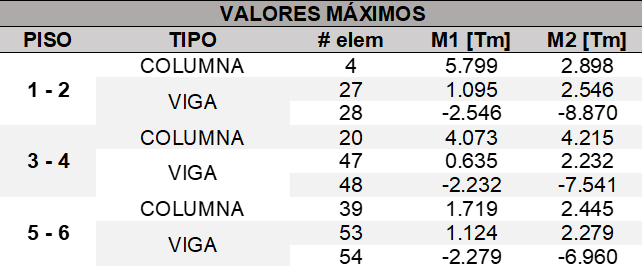 VALORES MÁXIMOS
PISO TIPO # elem M1 [Tm] M2 [Tm]
1 - 2 COLUMNA 4 5.799 2.898
VIGA 27 1.095 2.546
28 -2.546 -8.870
3 - 4 COLUMNA 20 4.073 4.215
VIGA 47 0.635 2.232
48 -2.232 -7.541
5 - 6 COLUMNA 39 1.719 2.445
VIGA 53 1.124 2.279
54 -2.279 -6.960